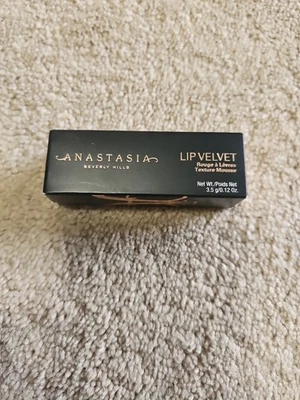 ANASTASIA
BEVERLY HILLS
LIP VELVET
Rouge à Lèvres
Texture Mousse
Net Wt./Poids Net
3.5 g/0.12 Oz.